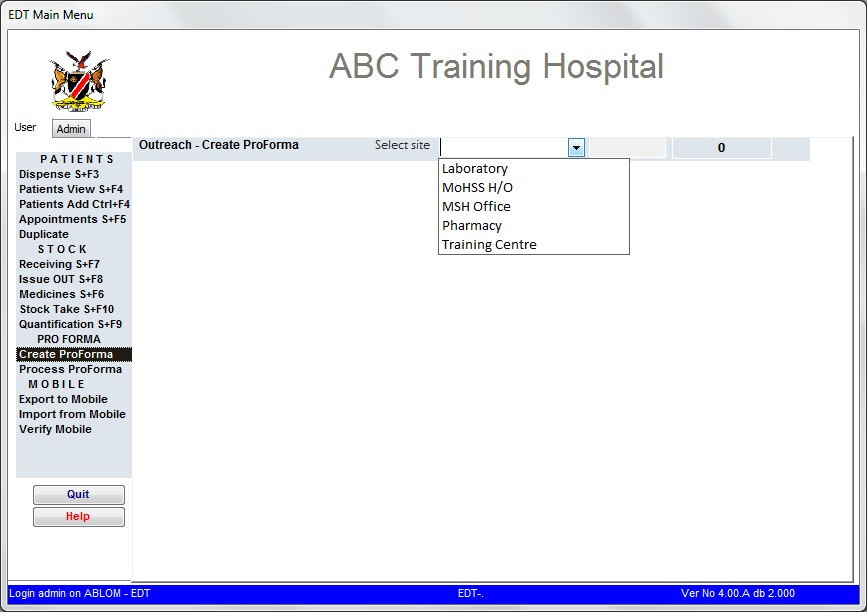 EDT Main Menu
ABC Training Hospital
User Admin
Outreach - Create ProForma Select site 0
Laboratory
MoHSS H/O
MSH Office
Pharmacy
Training Centre
P A T I E N T S
Dispense S+F3
Patients View S+F4
Patients Add Ctrl+F4
Appointments S+F5
Duplicate
S T O C K
Receiving S+F7
Issue OUT S+F8
Medicines S+F6
Stock Take S+F10
Quantification S+F9
PRO FORMA
Create ProForma
Process ProForma
M O B I L E
Export to Mobile
Import from Mobile
Verify Mobile
Quit
Help
Login admin on ABLOM - EDT EDT-. Ver No 4.00.A db 2.000